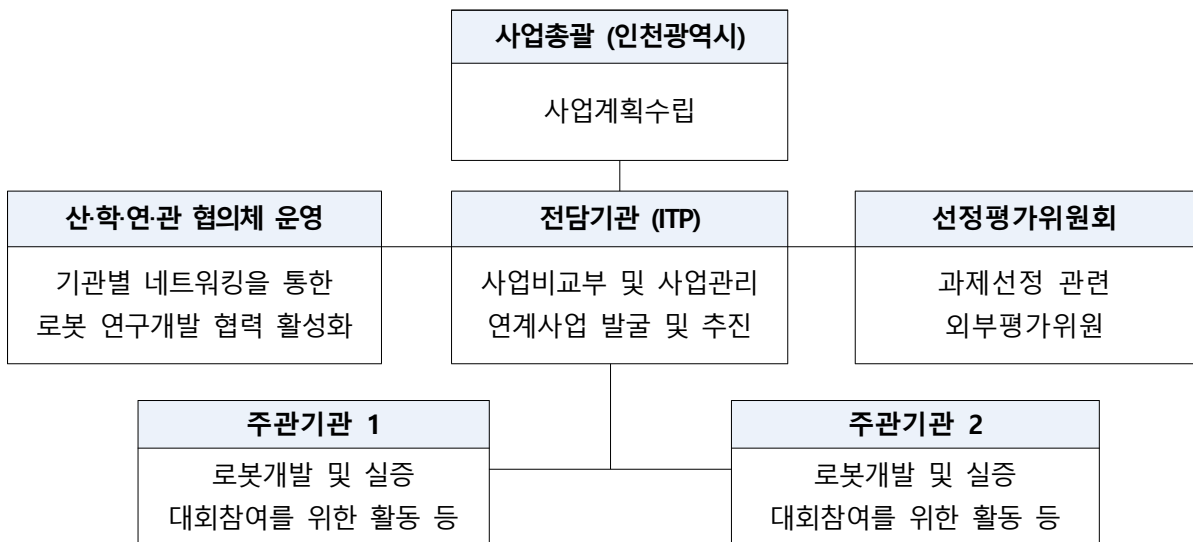 사업총괄 (인천광역시)
사업계획수립
산·학·연·관 협의체 운영
기관별 네트워킹을 통한
로봇 연구개발 협력 활성화
전담기관 (ITP)
사업비교부 및 사업관리
연계사업 발굴 및 추진
선정평가위원회
과제선정 관련
외부평가위원
주관기관 1
로봇개발 및 실증
대회참여를 위한 활동 등
주관기관 2
로봇개발 및 실증
대회참여를 위한 활동 등